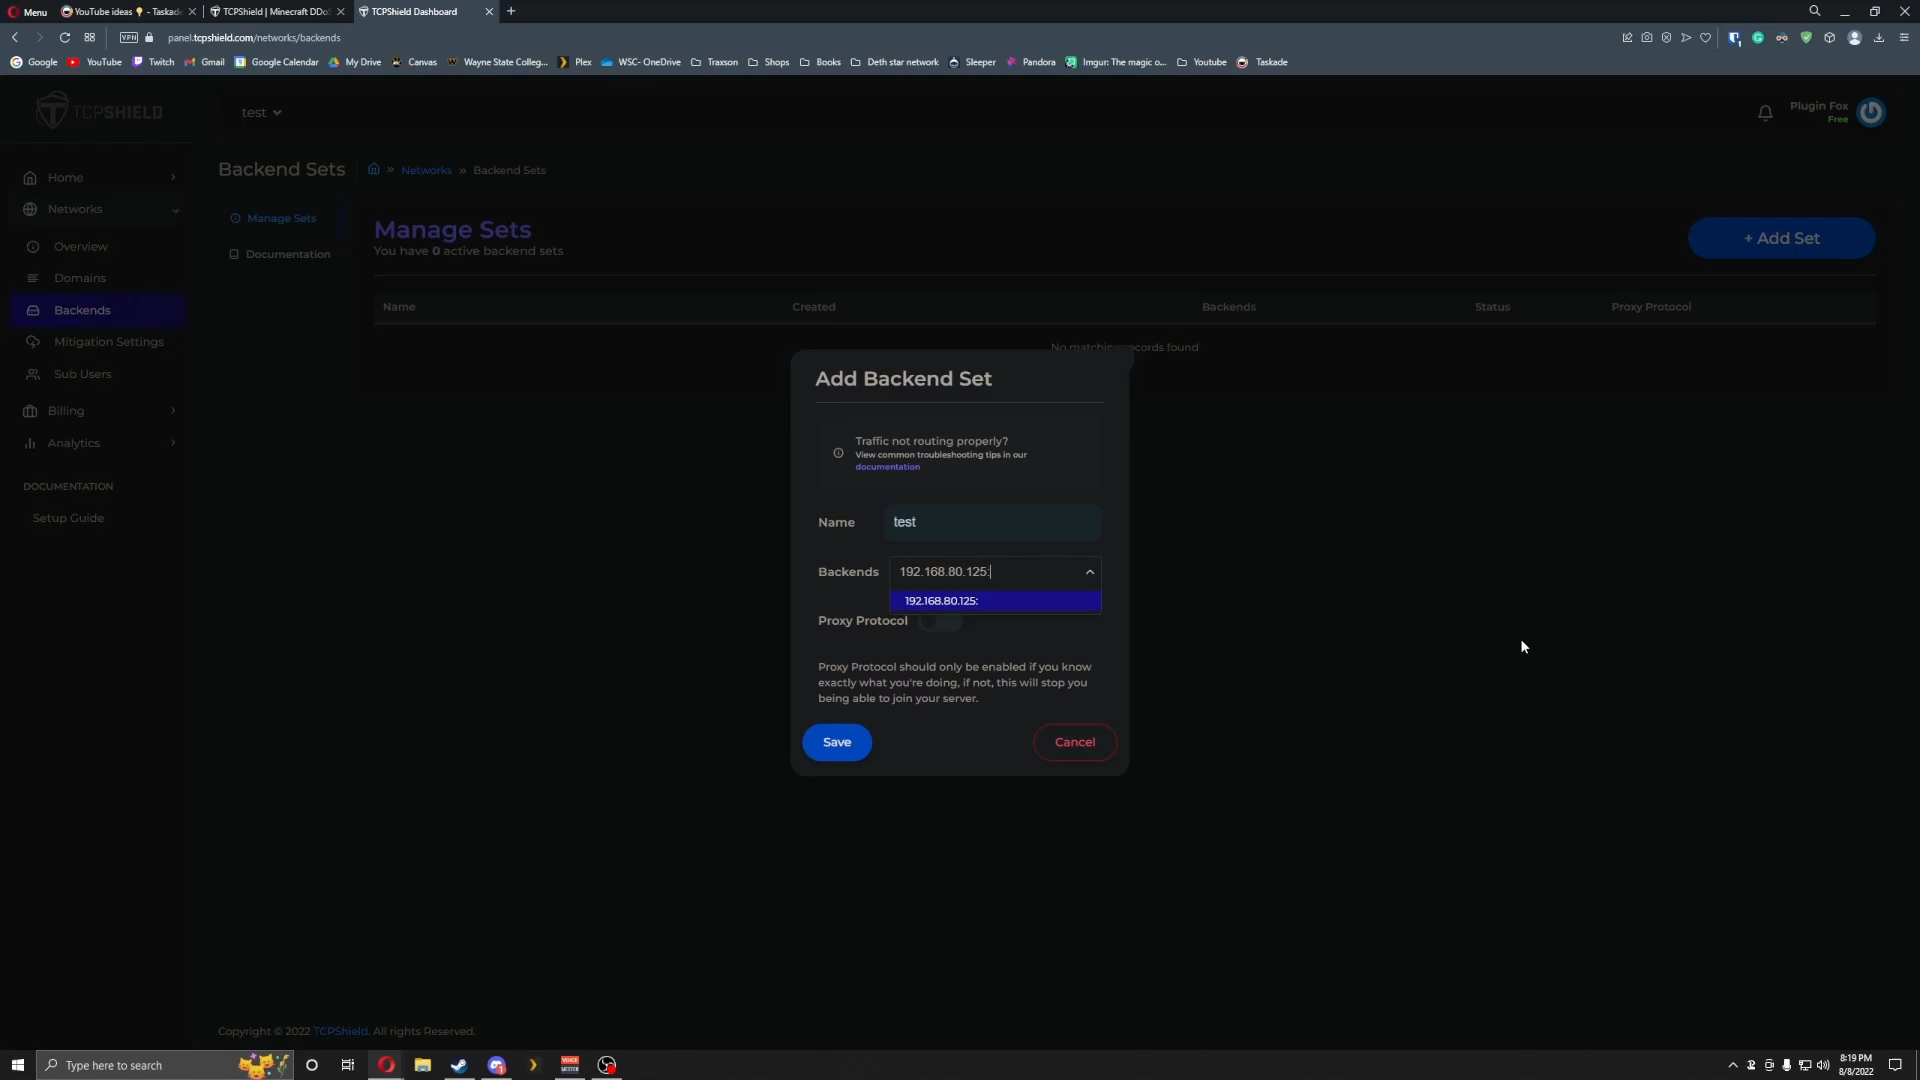 Menu
YouTube ideas 💡 - Taskade
TCPShield | Minecraft DDoS
TCPShield Dashboard
VPN
panel.tcpshield.com/networks/backends
Google
YouTube
Twitch
Gmail
Google Calendar
My Drive
Canvas
Wayne State Colleg...
Plex
WSC- OneDrive
Traxson
Shops
Books
Deth star network
Sleeper
Pandora
Imgur: The magic o...
Youtube
Taskade
TCPSHIELD
test
Plugin Fox
Free
Backend Sets
» Networks » Backend Sets
Home
Networks
Overview
Domains
Backends
Mitigation Settings
Sub Users
Billing
Analytics
DOCUMENTATION
Setup Guide
Manage Sets
Documentation
Manage Sets
You have 0 active backend sets
+ Add Set
Name
Created
Backends
Status
Proxy Protocol
No matching records found
Add Backend Set
Traffic not routing properly?
View common troubleshooting tips in our
documentation
Name
test
Backends
192.168.80.125:
192.168.80.125:
Proxy Protocol
Proxy Protocol should only be enabled if you know
exactly what you're doing, if not, this will stop you
being able to join your server.
Save
Cancel
Copyright © 2022 TCPShield. All rights Reserved.
Type here to search
8:19 PM
8/8/2022